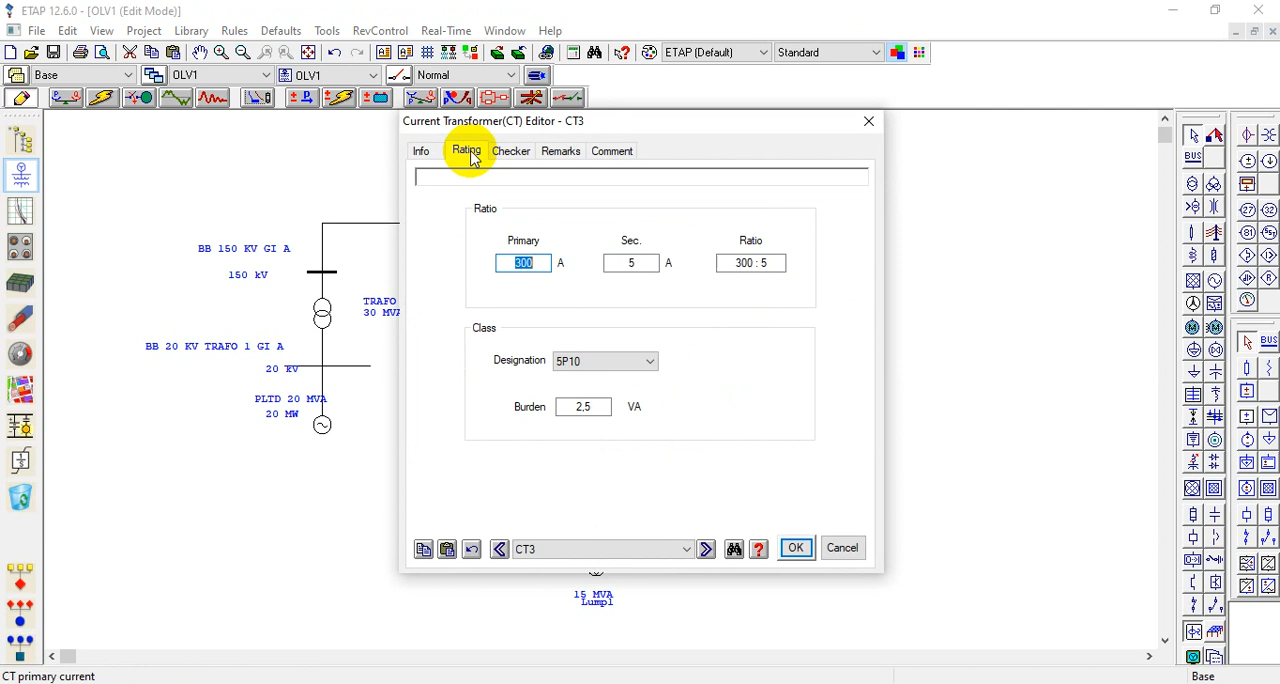 ETAP 12.6.0 - [OLV1 (Edit Mode)]
File Edit View Project Library Rules Defaults Tools RevControl Real-Time Window Help
ETAP (Default) Standard
Base OLV1 OLV1 Normal
Current Transformer(CT) Editor - CT3
Info Rating Checker Remarks Comment
Ratio
Primary Sec. Ratio
300 A 5 A 300 : 5
Class
Designation 5P10
Burden 2,5 VA
CT3 OK Cancel
BB 150 KV GI A
150 kV
TRAFO
30 MVA
BB 20 KV TRAFO 1 GI A
20 kV
PLTD 20 MVA
20 MW
15 MVA
Lump1
BUS
BUS
CT primary current
Base